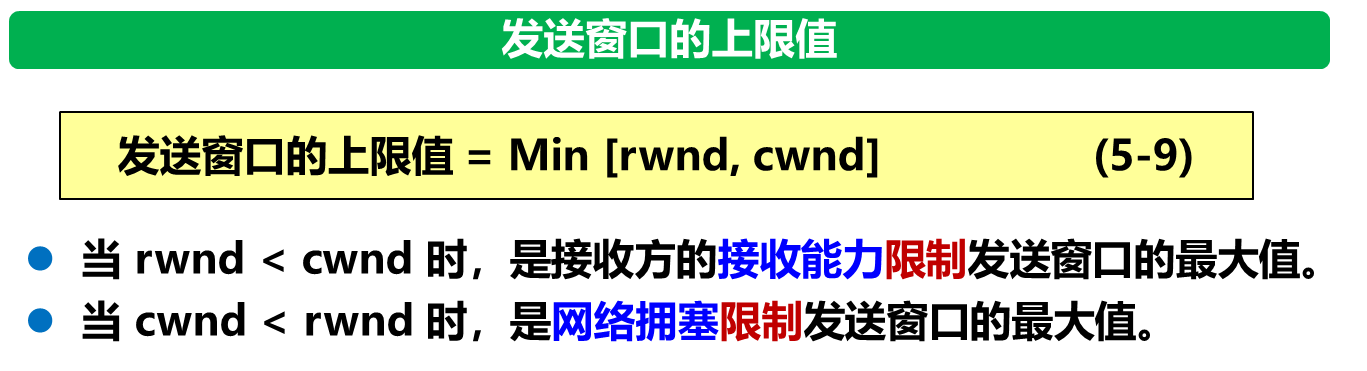 发送窗口的上限值
发送窗口的上限值 = Min [rwnd, cwnd] (5-9)
● 当 rwnd < cwnd 时，是接收方的接收能力限制发送窗口的最大值。
● 当 cwnd < rwnd 时，是网络拥塞限制发送窗口的最大值。